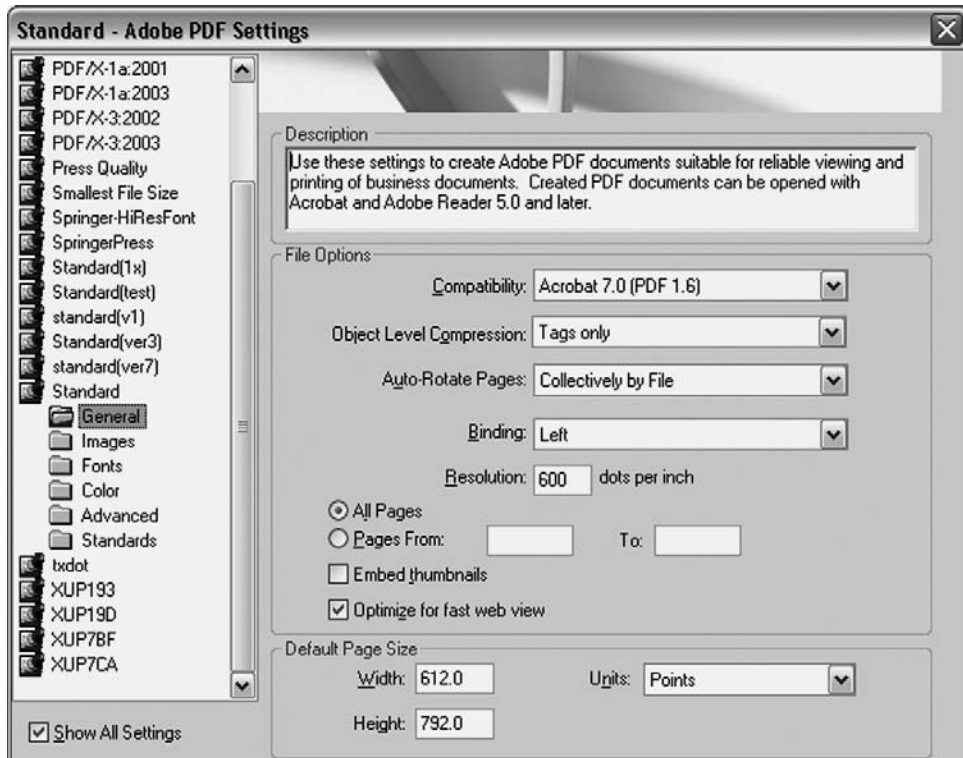 Standard - Adobe PDF Settings
PDF/X-1a:2001
PDF/X-1a:2003
PDF/X-3:2002
PDF/X-3:2003
Press Quality
Smallest File Size
Springer-HiResFont
SpringerPress
Standard(1x)
Standard(test)
standard(v1)
Standard(ver3)
standard(ver7)
Standard
General
Images
Fonts
Color
Advanced
Standards
txdot
XUP193
XUP19D
XUP7BF
XUP7CA
Show All Settings
Description
Use these settings to create Adobe PDF documents suitable for reliable viewing and
printing of business documents.  Created PDF documents can be opened with
Acrobat and Adobe Reader 5.0 and later.
File Options
Compatibility: Acrobat 7.0 (PDF 1.6)
Object Level Compression: Tags only
Auto-Rotate Pages: Collectively by File
Binding: Left
Resolution: 600 dots per inch
All Pages
Pages From: To:
Embed thumbnails
Optimize for fast web view
Default Page Size
Width: 612.0 Units: Points
Height: 792.0